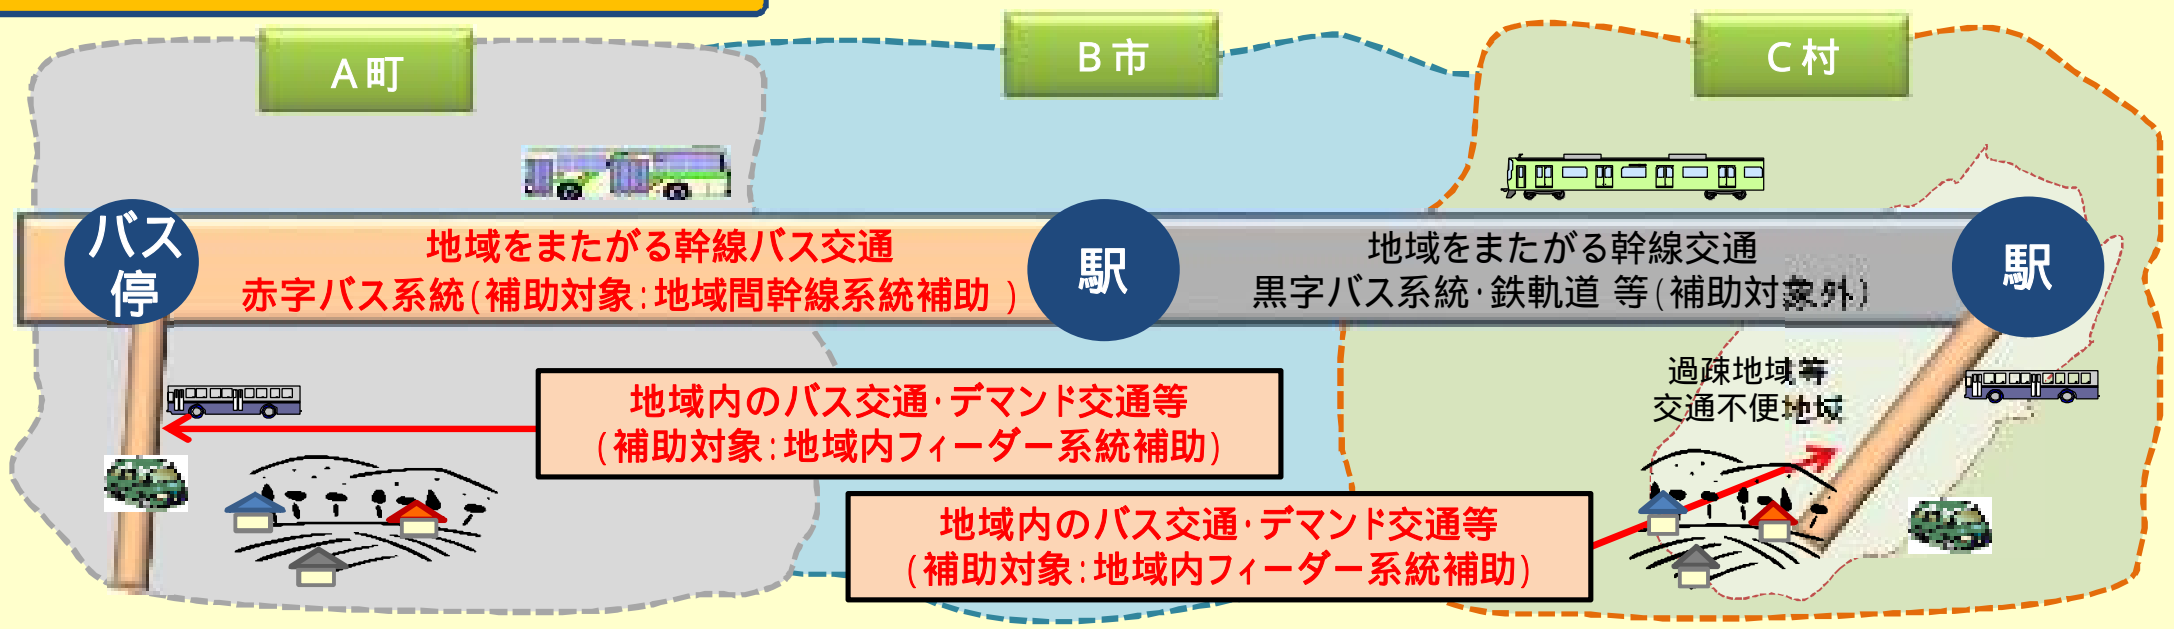 A町
B市
C村
バス
停
地域をまたがる幹線バス交通
赤字バス系統(補助対象:地域間幹線系統補助 )
駅
地域をまたがる幹線交通
黒字バス系統・鉄軌道 等(補助対象外)
駅
地域内のバス交通・デマンド交通等
(補助対象:地域内フィーダー系統補助)
過疎地域等
交通不便地域
地域内のバス交通・デマンド交通等
(補助対象:地域内フィーダー系統補助)